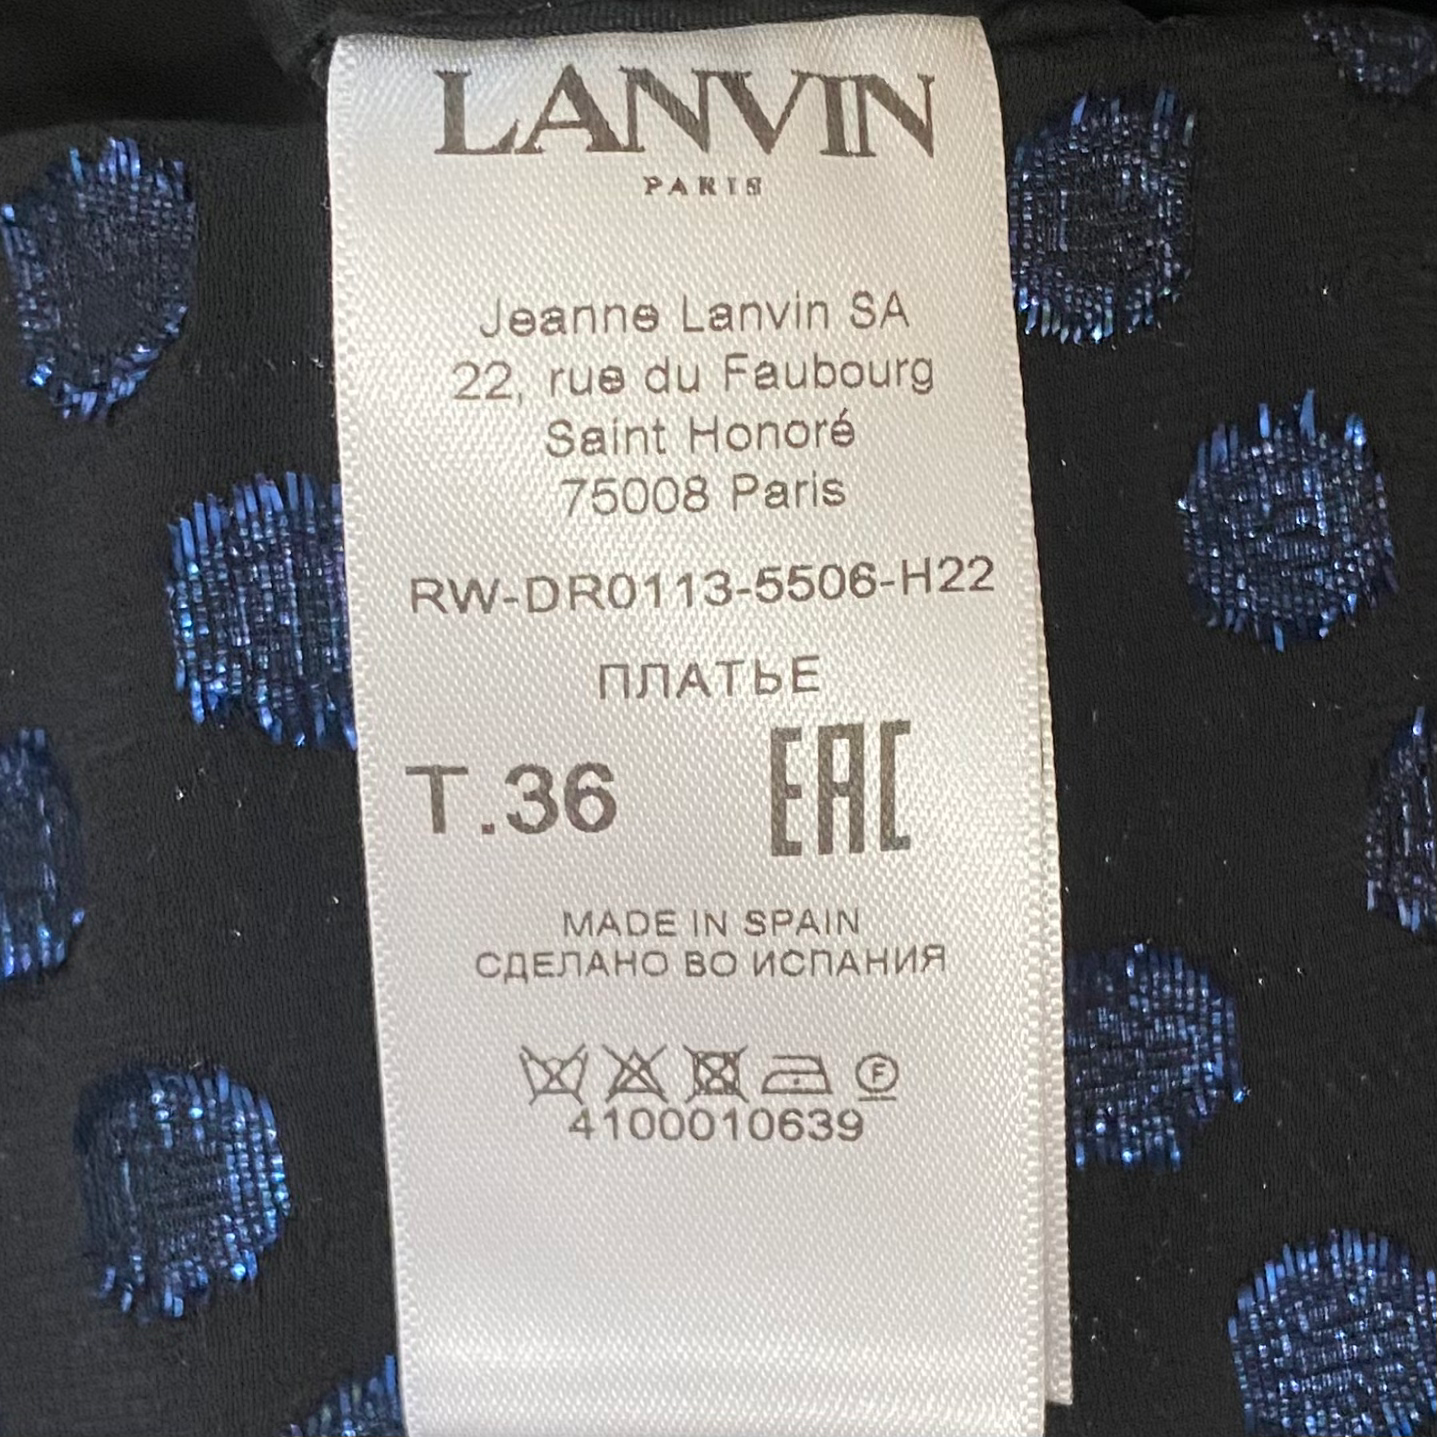 LANVIN
PARIS
Jeanne Lanvin SA
22, rue du Faubourg
Saint Honoré
75008 Paris
RW-DR0113-5506-H22
ПЛАТЬЕ
T.36 EAC
MADE IN SPAIN
СДЕЛАНО ВО ИСПАНИЯ
F
4100010639